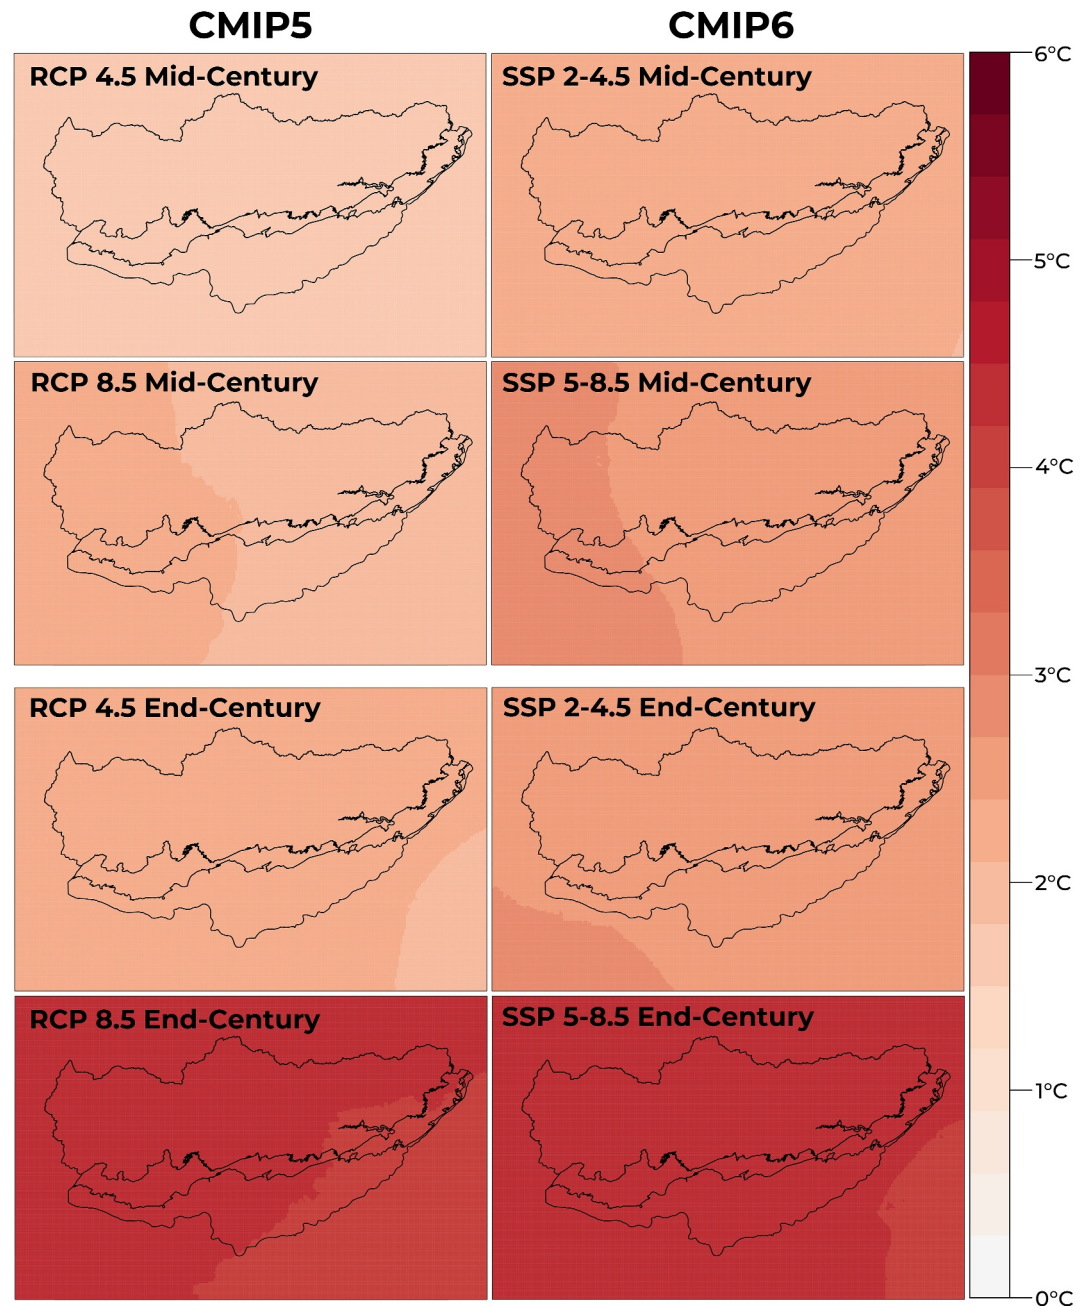 CMIP5 CMIP6
RCP 4.5 Mid-Century SSP 2-4.5 Mid-Century
RCP 8.5 Mid-Century SSP 5-8.5 Mid-Century
RCP 4.5 End-Century SSP 2-4.5 End-Century
RCP 8.5 End-Century SSP 5-8.5 End-Century
6°C
5°C
4°C
3°C
2°C
1°C
0°C